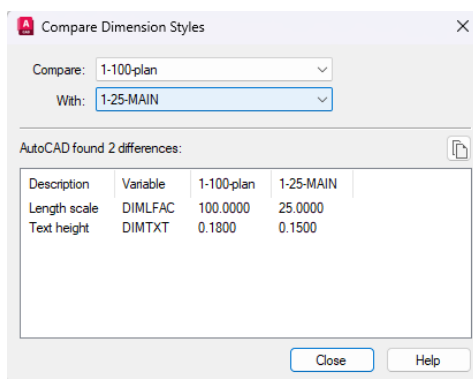 Compare Dimension Styles
Compare: 1-100-plan
With: 1-25-MAIN
AutoCAD found 2 differences:
Description Variable 1-100-plan 1-25-MAIN
Length scale DIMLFAC 100.0000 25.0000
Text height DIMTXT 0.1800 0.1500
Close Help